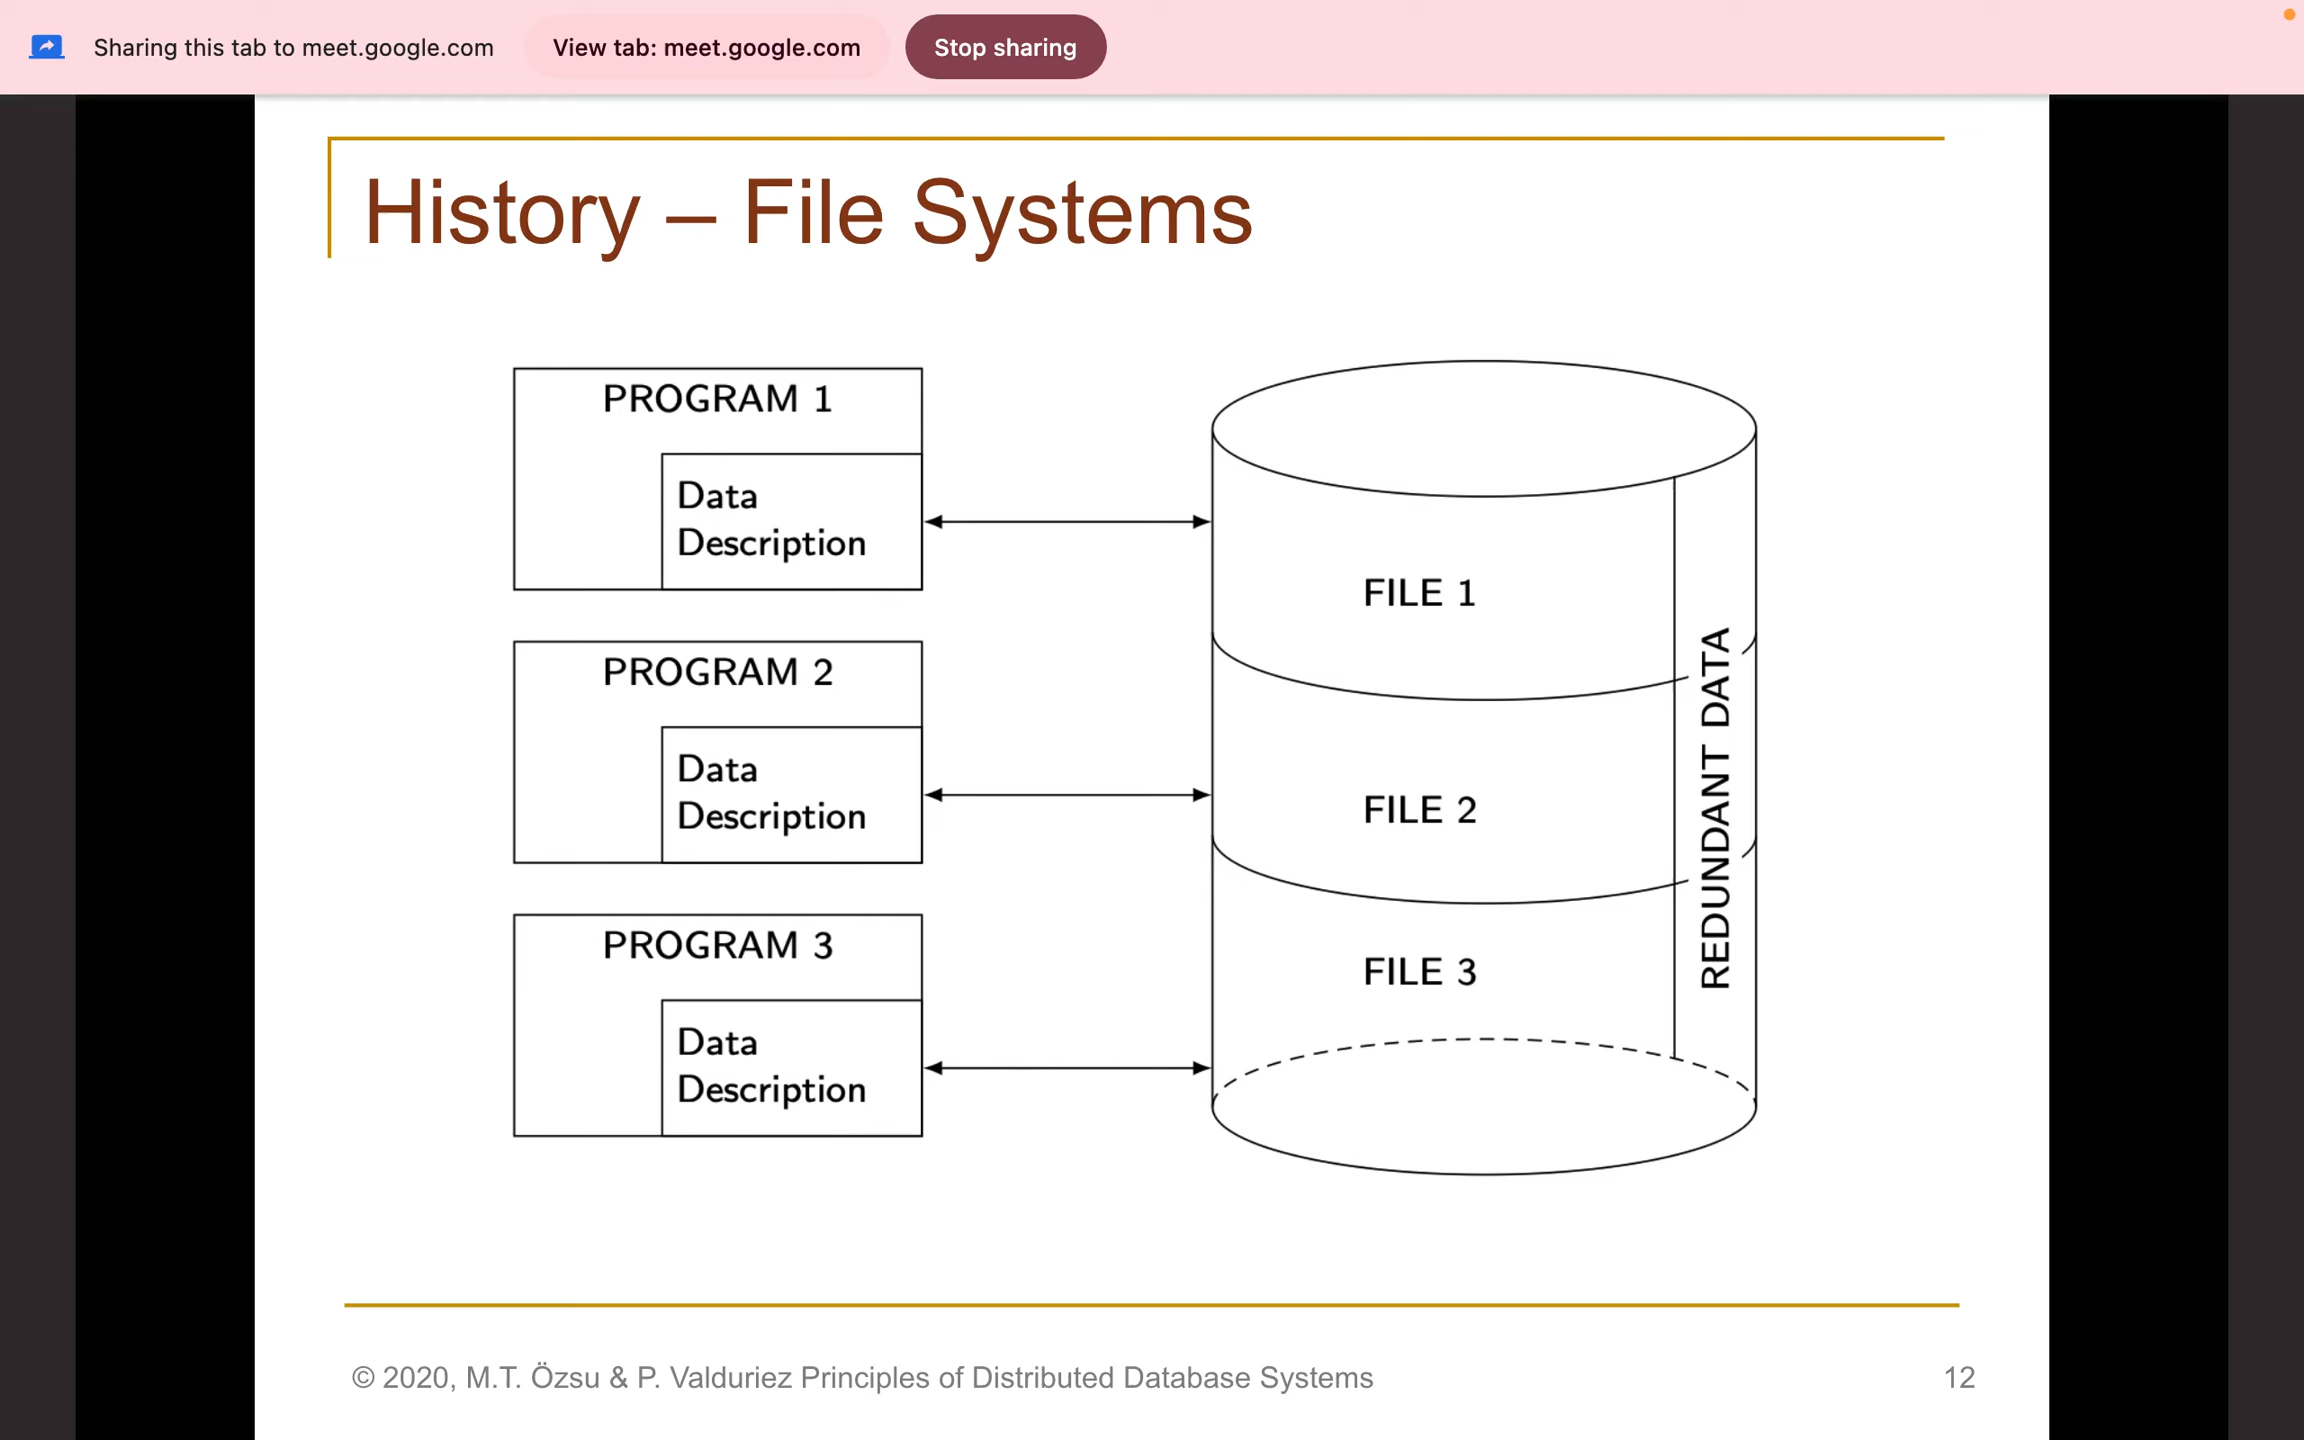 Sharing this tab to meet.google.com View tab: meet.google.com Stop sharing
History – File Systems
PROGRAM 1
Data
Description
PROGRAM 2
Data
Description
PROGRAM 3
Data
Description
FILE 1
FILE 2
FILE 3
REDUNDANT DATA
© 2020, M.T. Özsu & P. Valduriez Principles of Distributed Database Systems 12